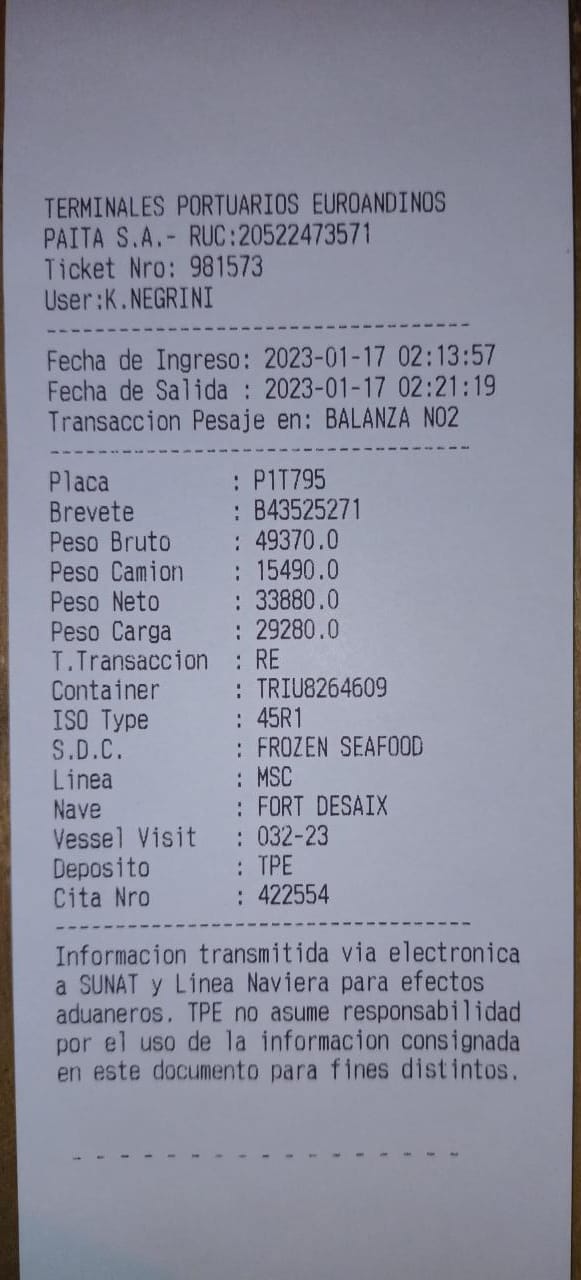 TERMINALES PORTUARIOS EUROANDINOS
PAITA S.A.- RUC:20522473571
Ticket Nro: 981573
User:K.NEGRINI
-----------------------------------
Fecha de Ingreso: 2023-01-17 02:13:57
Fecha de Salida : 2023-01-17 02:21:19
Transaccion Pesaje en: BALANZA NO2
-----------------------------------
Placa : P1T795
Brevete : B43525271
Peso Bruto : 49370.0
Peso Camion : 15490.0
Peso Neto : 33880.0
Peso Carga : 29280.0
T.Transaccion : RE
Container : TRIU8264609
ISO Type : 45R1
S.D.C. : FROZEN SEAFOOD
Linea : MSC
Nave : FORT DESAIX
Vessel Visit : 032-23
Deposito : TPE
Cita Nro : 422554
-----------------------------------
Informacion transmitida via electronica
a SUNAT y Linea Naviera para efectos
aduaneros. TPE no asume responsabilidad
por el uso de la informacion consignada
en este documento para fines distintos.
- - - - - - - - - - - - - - - - -